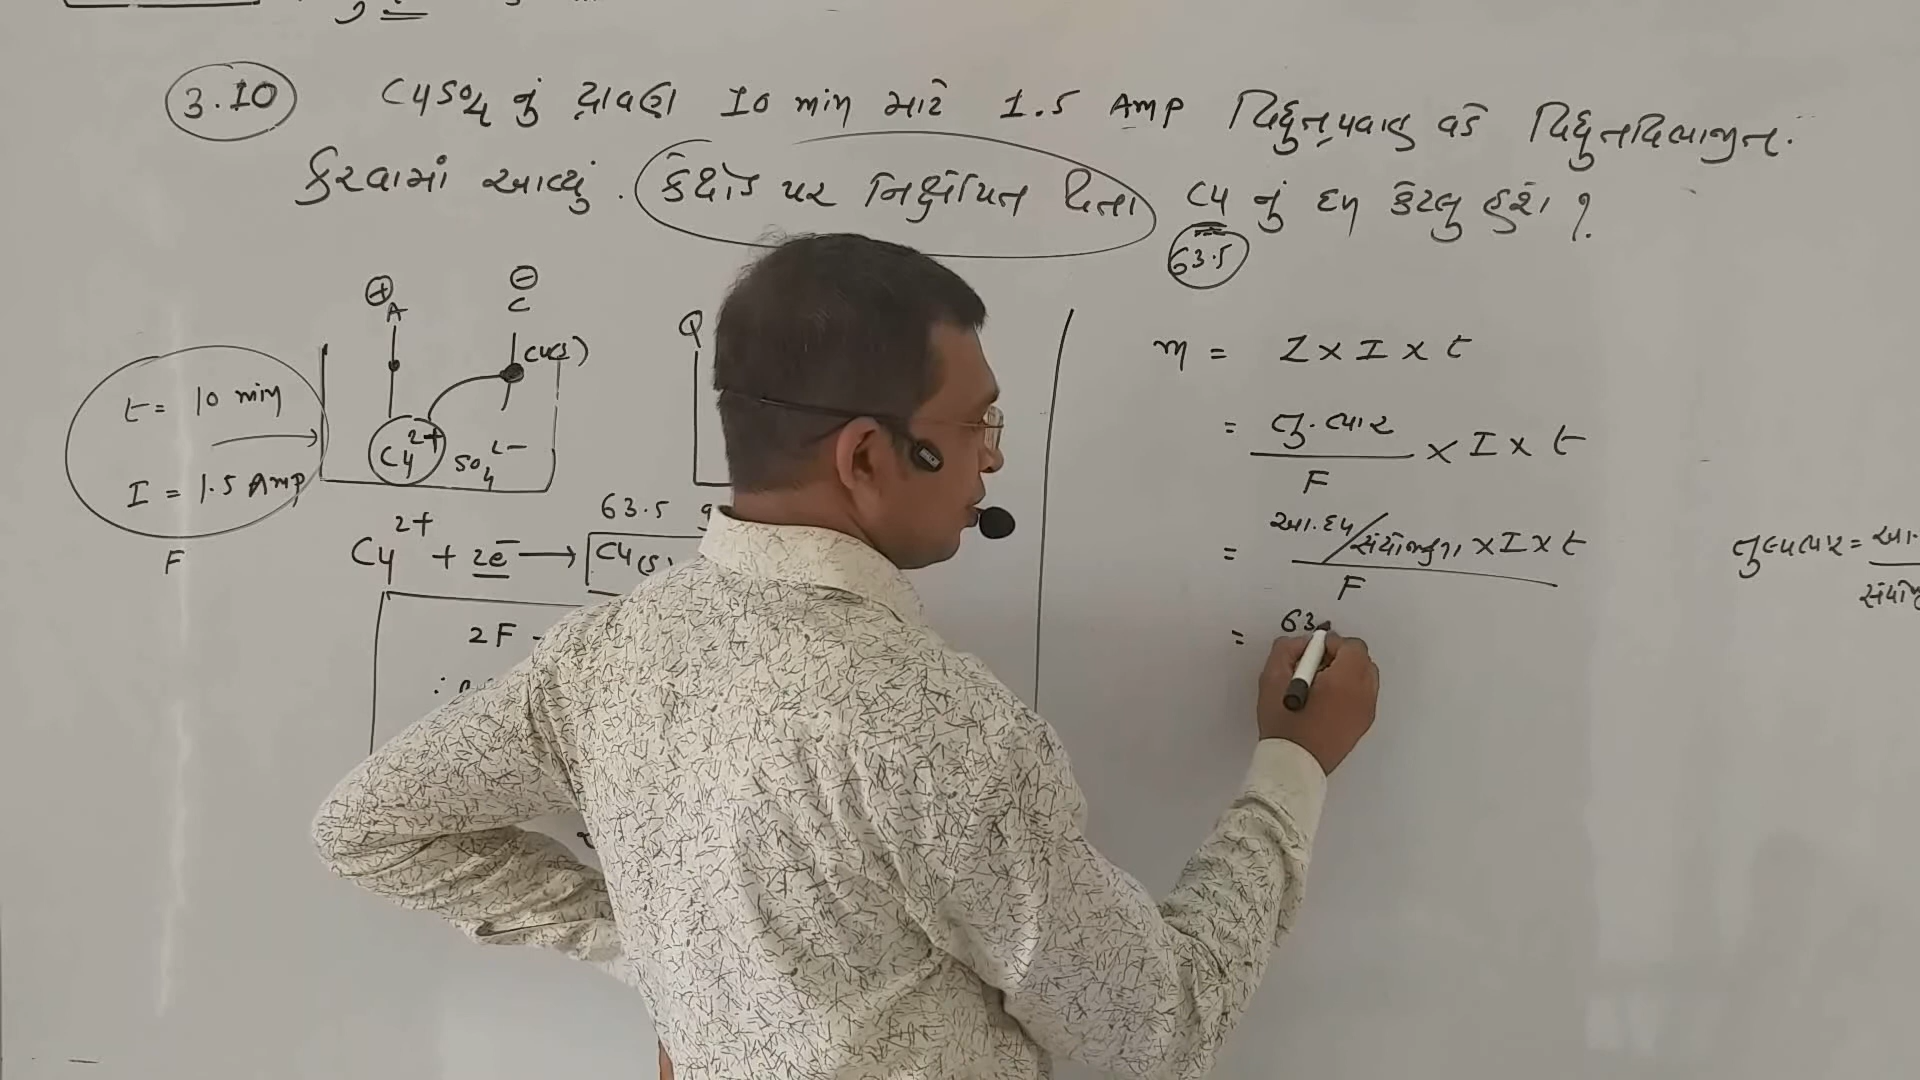 3.10 CuSO4 નું દ્રાવણ 10 min માટે 1.5 Amp વિદ્યુતપ્રવાહ વડે વિદ્યુતવિભાજન.
કરવામાં આવ્યું. કેથોડ પર નિક્ષેપિત થતા Cu નું દળ કેટલુ હશે ?
63.5
⊕ A
⊖ C
Cu(s)
t = 10 min
I = 1.5 Amp
F
Cu2+ SO42-
63.5
Cu2+ + 2e- → Cu(s)
2F
Q
m = Z x I x t
= તુ.ભાર / F x I x t
= આ.દળ/સંયોજકતા x I x t / F
= 63.
તુલ્યભાર = આ.